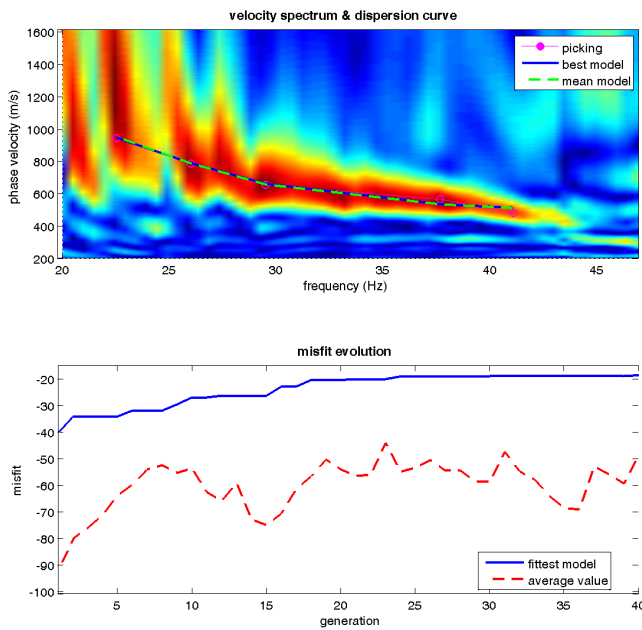 velocity spectrum & dispersion curve
1600
1400
1200
1000
800
600
400
200
phase velocity (m/s)
picking
best model
mean model
20
25
30
35
40
45
frequency (Hz)
misfit evolution
-20
-30
-40
-50
-60
-70
-80
-90
-100
misfit
fittest model
average value
5
10
15
20
25
30
35
40
generation